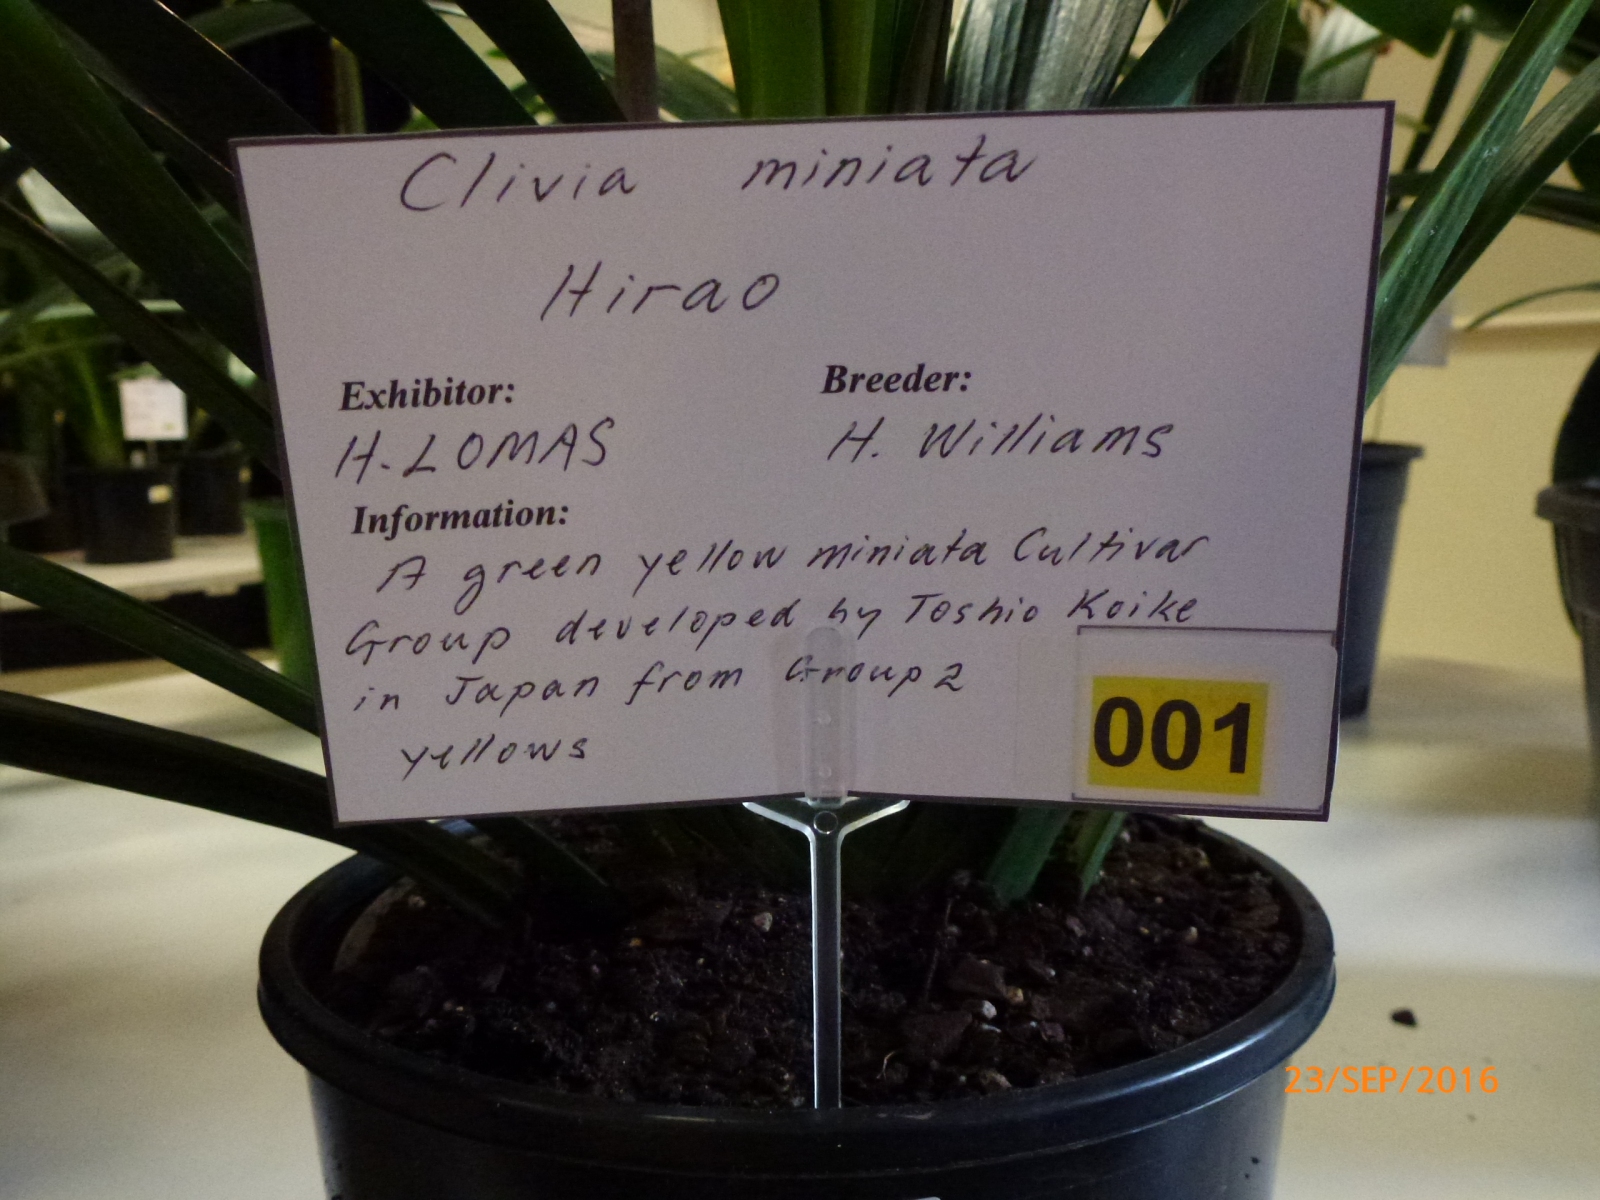 Clivia miniata
Hirao
Exhibitor:
H. LOMAS
Breeder:
H. Williams
Information:
A green yellow miniata Cultivar
Group developed by Toshio Koike
in Japan from Group 2
yellows
001
23/SEP/2016